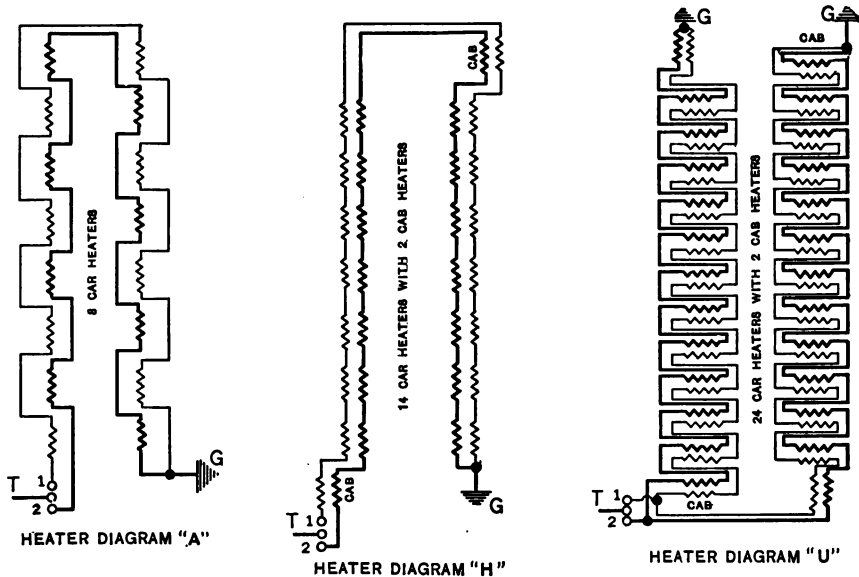 8 CAR HEATERS
G
T 1
2
HEATER DIAGRAM "A"
CAB
14 CAR HEATERS WITH 2 CAB HEATERS
CAB
G
T 1
2
HEATER DIAGRAM "H"
G
G
CAB
24 CAR HEATERS WITH 2 CAB HEATERS
T 1
2
CAB
HEATER DIAGRAM "U"